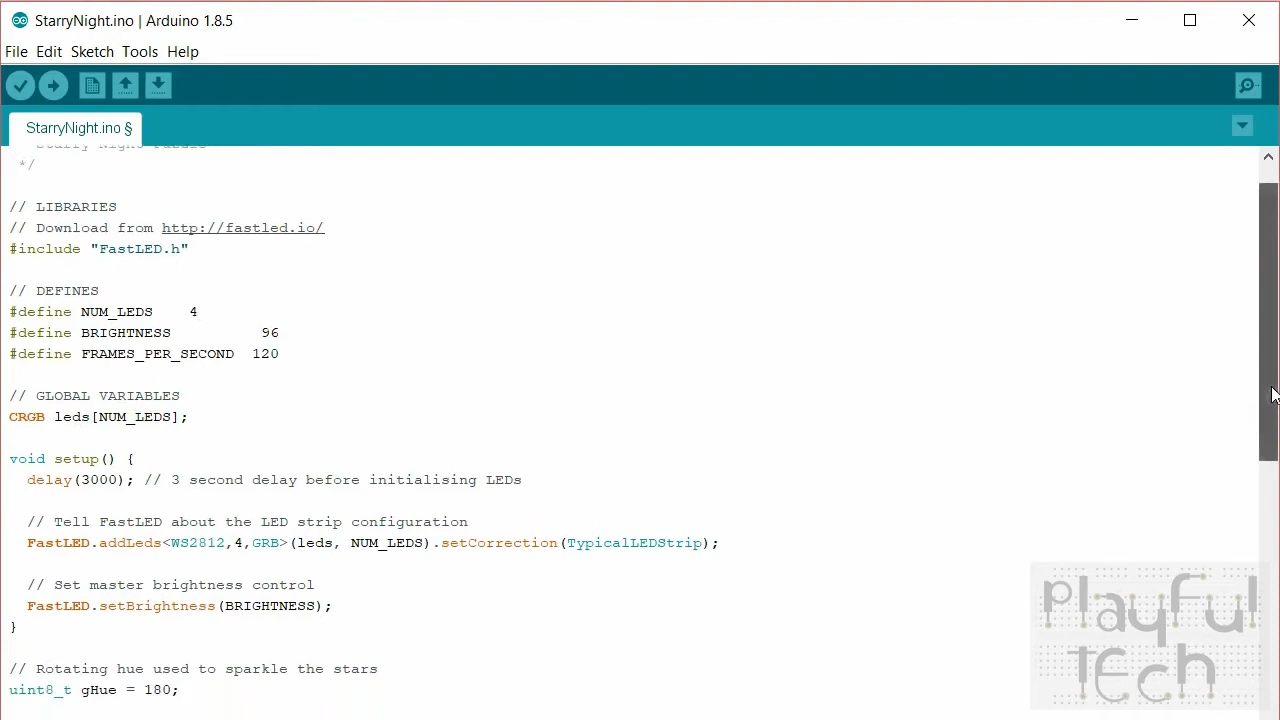 StarryNight.ino | Arduino 1.8.5
File Edit Sketch Tools Help
StarryNight.ino §
*/
// LIBRARIES
// Download from http://fastled.io/
#include "FastLED.h"
// DEFINES
#define NUM_LEDS 4
#define BRIGHTNESS 96
#define FRAMES_PER_SECOND 120
// GLOBAL VARIABLES
CRGB leds[NUM_LEDS];
void setup() {
delay(3000); // 3 second delay before initialising LEDs
// Tell FastLED about the LED strip configuration
FastLED.addLeds<WS2812,4,GRB>(leds, NUM_LEDS).setCorrection(TypicalLEDStrip);
// Set master brightness control
FastLED.setBrightness(BRIGHTNESS);
}
// Rotating hue used to sparkle the stars
uint8_t gHue = 180;
playful
tech